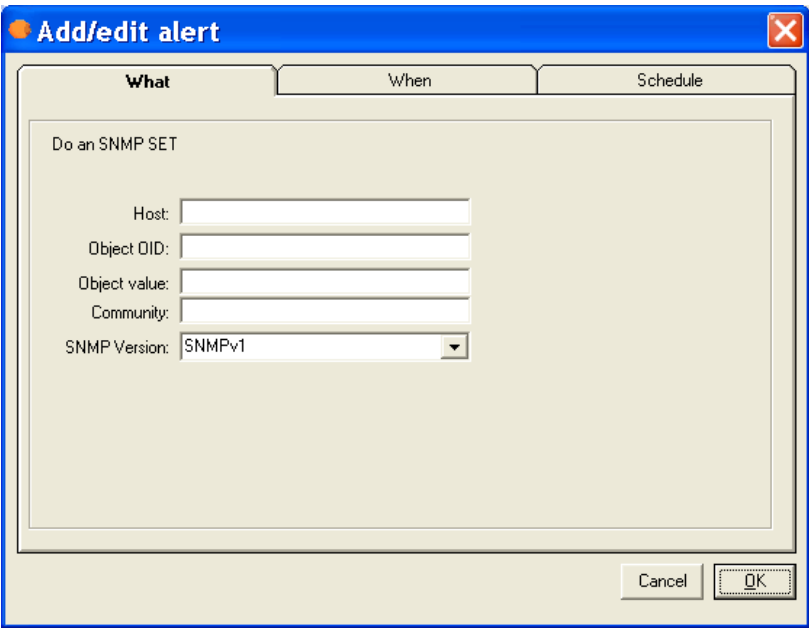 Add/edit alert
What When Schedule
Do an SNMP SET
Host:
Object OID:
Object value:
Community:
SNMP Version: SNMPv1
Cancel OK